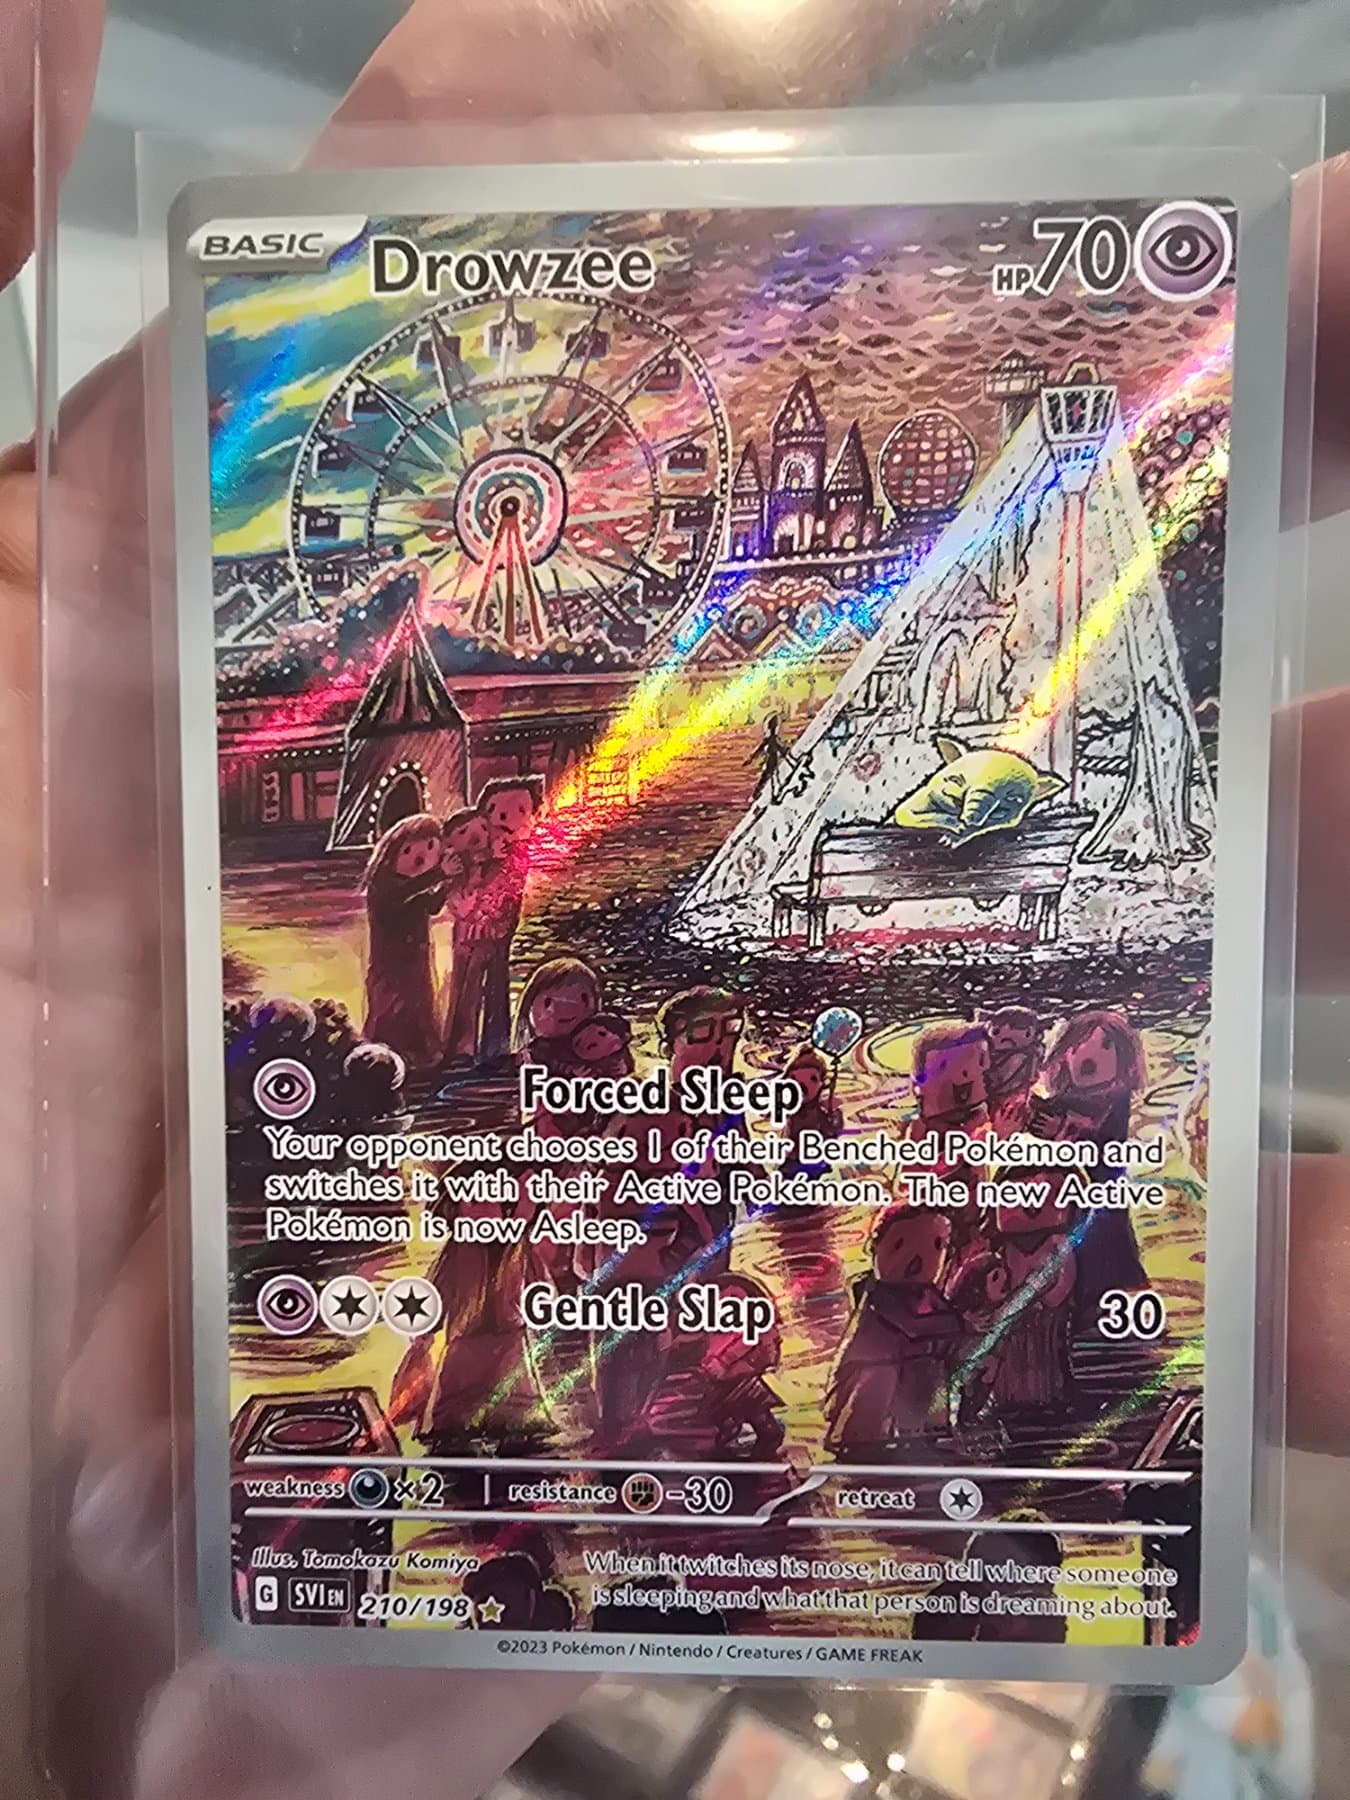 BASIC Drowzee HP 70
Forced Sleep
Your opponent chooses 1 of their Benched Pokémon and
switches it with their Active Pokémon. The new Active
Pokémon is now Asleep.
Gentle Slap 30
weakness ×2 resistance -30 retreat
Illus. Tomokazu Komiya
When it twitches its nose, it can tell where someone
is sleeping and what that person is dreaming about.
G SVI EN 210/198
©2023 Pokémon / Nintendo / Creatures / GAME FREAK